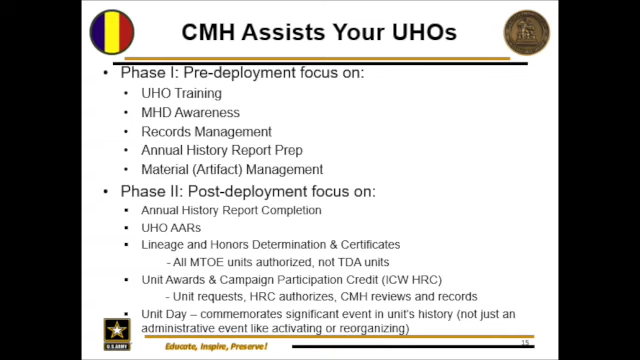 CMH Assists Your UHOs
• Phase I: Pre-deployment focus on:
• UHO Training
• MHD Awareness
• Records Management
• Annual History Report Prep
• Material (Artifact) Management
• Phase II: Post-deployment focus on:
▪ Annual History Report Completion
▪ UHO AARs
▪ Lineage and Honors Determination & Certificates
- All MTOE units authorized, not TDA units
▪ Unit Awards & Campaign Participation Credit (ICW HRC)
- Unit requests, HRC authorizes, CMH reviews and records
▪ Unit Day – commemorates significant event in unit's history (not just an
administrative event like activating or reorganizing)
15
U.S. ARMY
Educate, Inspire, Preserve!